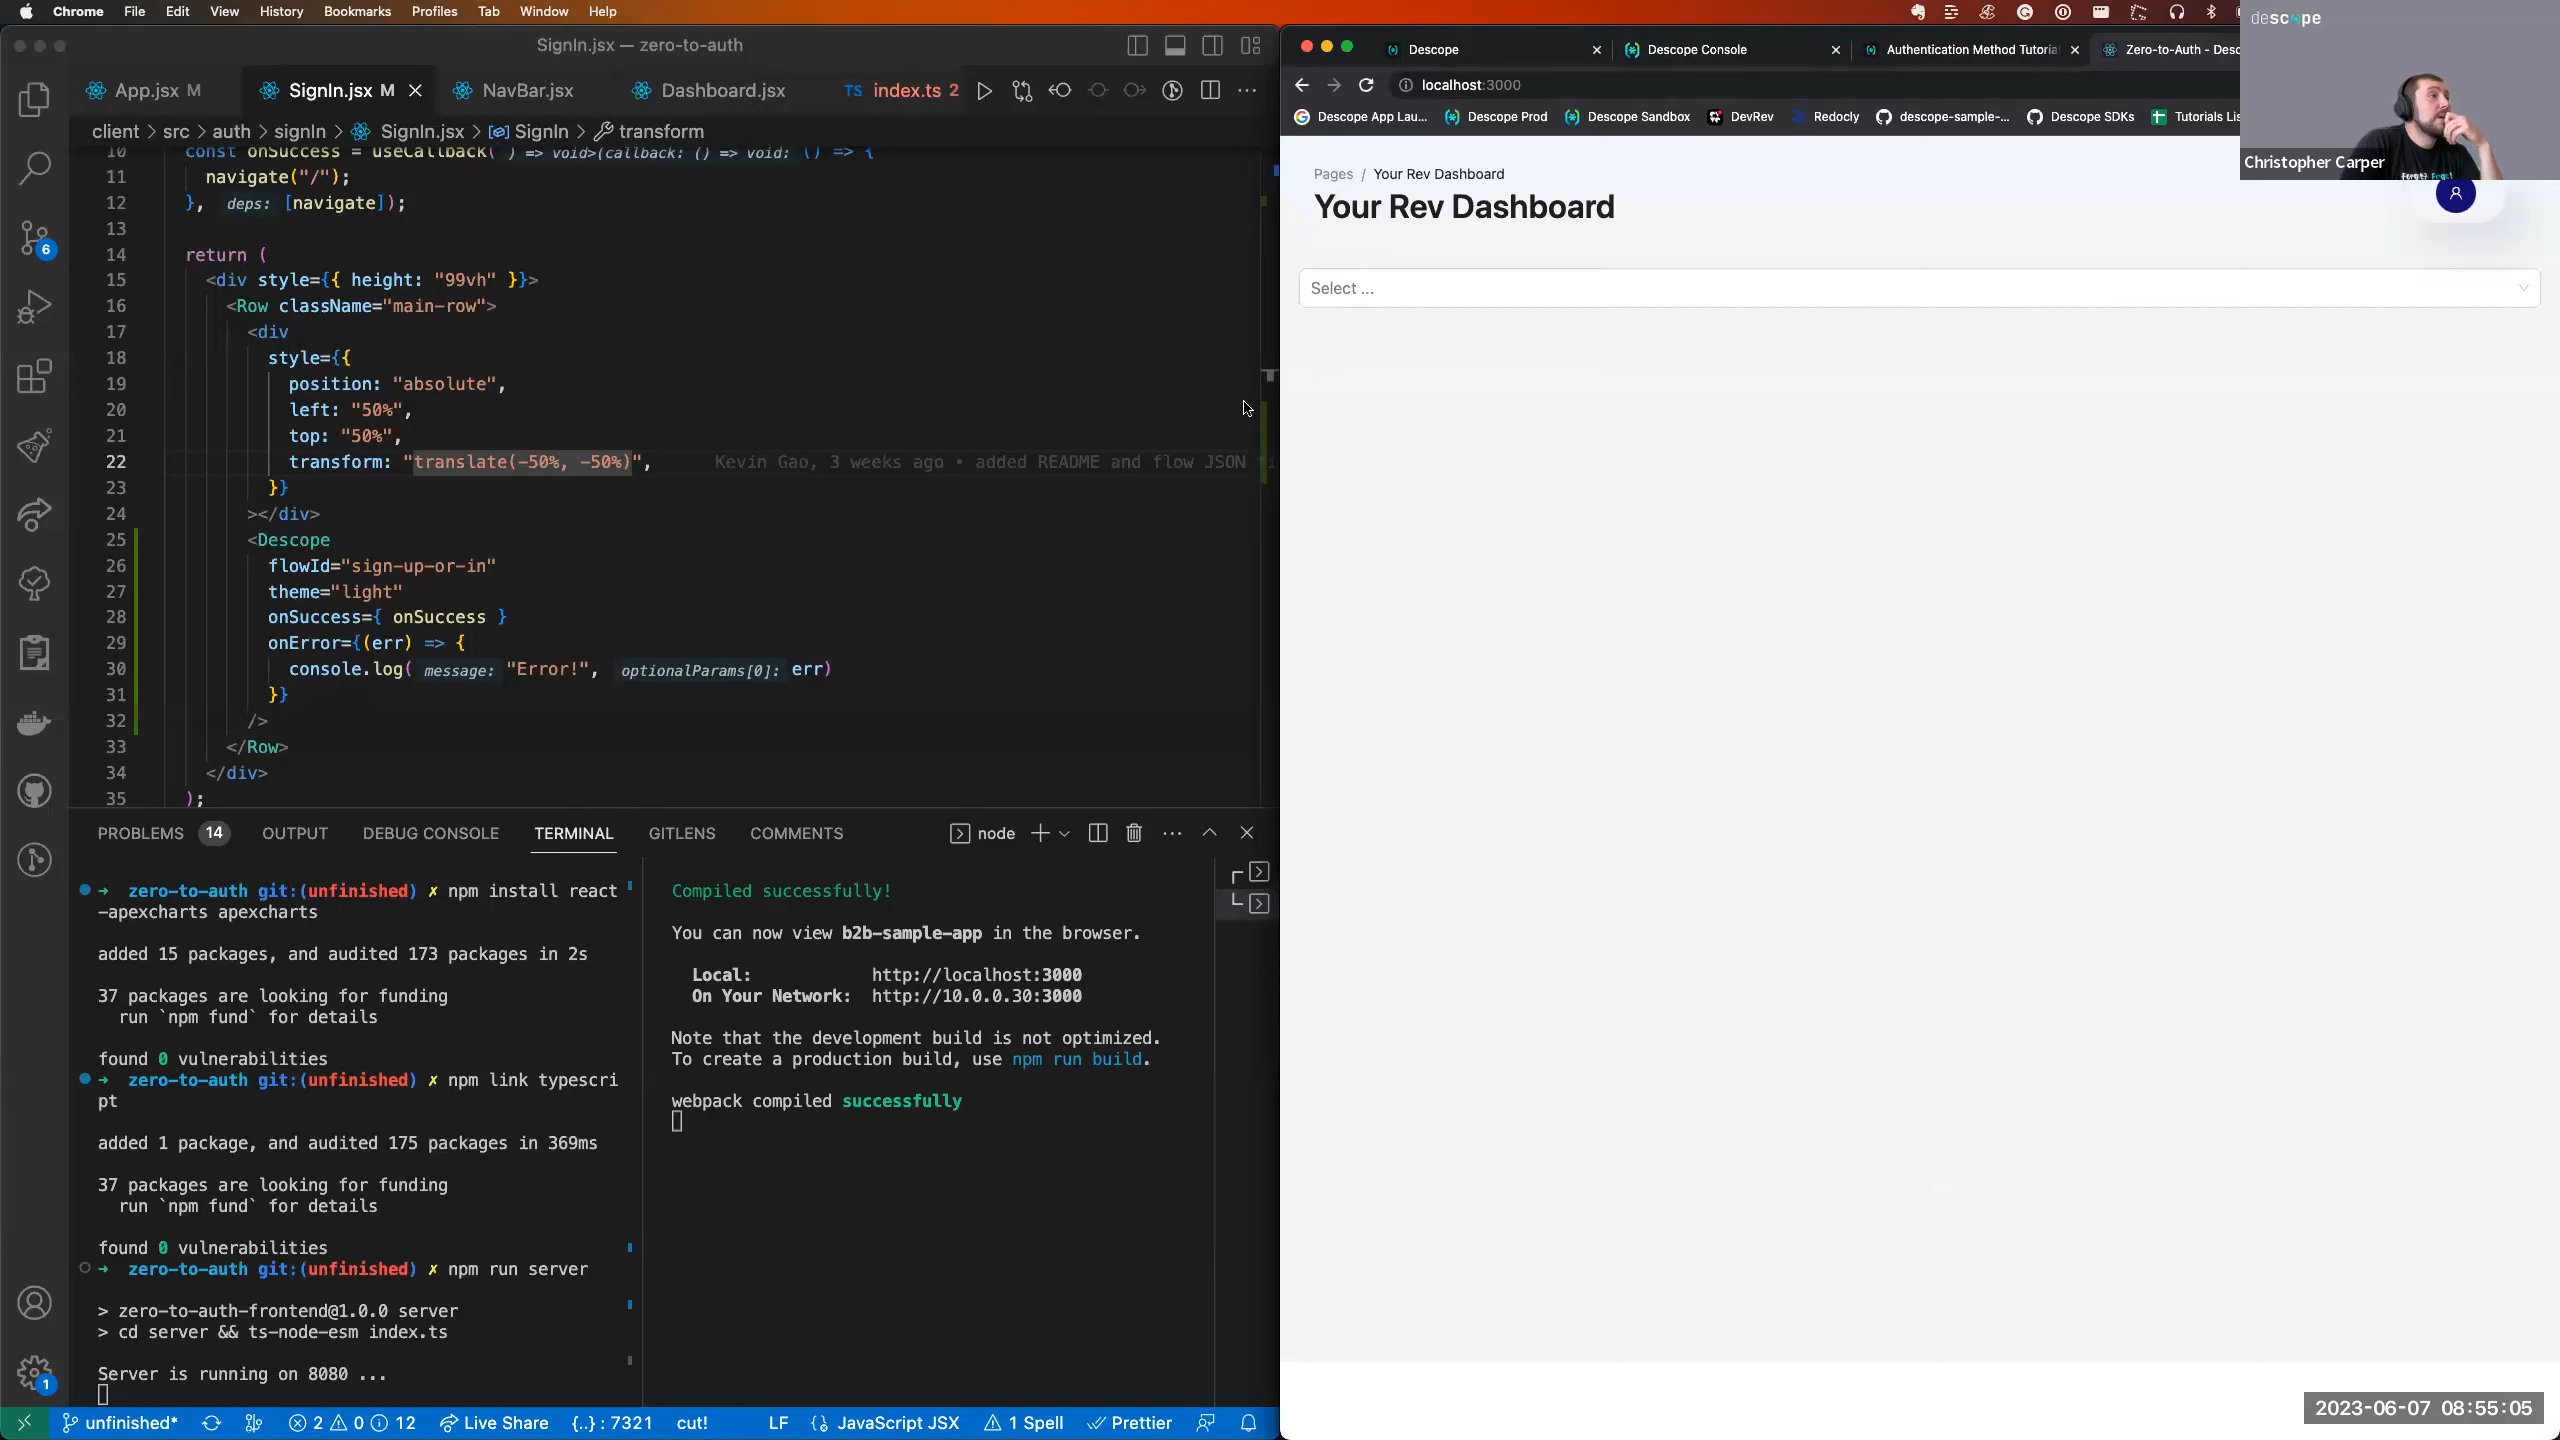 Chrome File Edit View History Bookmarks Profiles Tab Window Help
SignIn.jsx — zero-to-auth
App.jsx M SignIn.jsx M NavBar.jsx Dashboard.jsx TS index.ts 2
client > src > auth > signIn > SignIn.jsx > SignIn > transform
10 const onSuccess = useCallback( ) => void>(callback: () => void: () => {
11 navigate("/");
12 }, deps: [navigate]);
13
14 return (
15 <div style={{ height: "99vh" }}>
16 <Row className="main-row">
17 <div
18 style={{
19 position: "absolute",
20 left: "50%",
21 top: "50%",
22 transform: "translate(-50%, -50%)", Kevin Gao, 3 weeks ago • added README and flow JSON
23 }}
24 ></div>
25 <Descope
26 flowId="sign-up-or-in"
27 theme="light"
28 onSuccess={ onSuccess }
29 onError={(err) => {
30 console.log( message: "Error!", optionalParams[0]: err)
31 }}
32 />
33 </Row>
34 </div>
35 );
6
1
PROBLEMS 14 OUTPUT DEBUG CONSOLE TERMINAL GITLENS COMMENTS node
→ zero-to-auth git:(unfinished) ✗ npm install react
-apexcharts apexcharts
added 15 packages, and audited 173 packages in 2s
37 packages are looking for funding
run `npm fund` for details
found 0 vulnerabilities
→ zero-to-auth git:(unfinished) ✗ npm link typescri
pt
added 1 package, and audited 175 packages in 369ms
37 packages are looking for funding
run `npm fund` for details
found 0 vulnerabilities
→ zero-to-auth git:(unfinished) ✗ npm run server
> zero-to-auth-frontend@1.0.0 server
> cd server && ts-node-esm index.ts
Server is running on 8080 ...
Compiled successfully!
You can now view b2b-sample-app in the browser.
Local: http://localhost:3000
On Your Network: http://10.0.0.30:3000
Note that the development build is not optimized.
To create a production build, use npm run build.
webpack compiled successfully
unfinished* 2 0 12 Live Share {..} : 7321 cut! LF JavaScript JSX 1 Spell Prettier
Descope Descope Console Authentication Method Tutoria Zero-to-Auth - Desc
localhost:3000
Descope App Lau... Descope Prod Descope Sandbox DevRev Redocly descope-sample-... Descope SDKs Tutorials Lis
descope
Christopher Carper
Pages / Your Rev Dashboard
Your Rev Dashboard
Select ...
2023-06-07 08:55:05